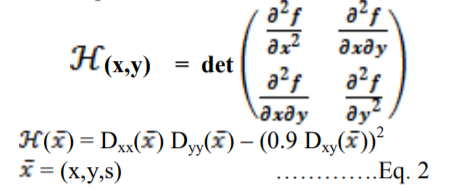 ℋ(x,y) = det ( ∂²f/∂x² ∂²f/∂x∂y
∂²f/∂x∂y ∂²f/∂y² )
ℋ(x̄) = Dxx(x̄) Dyy(x̄) – (0.9 Dxy(x̄))²
x̄ = (x,y,s) ………….Eq. 2